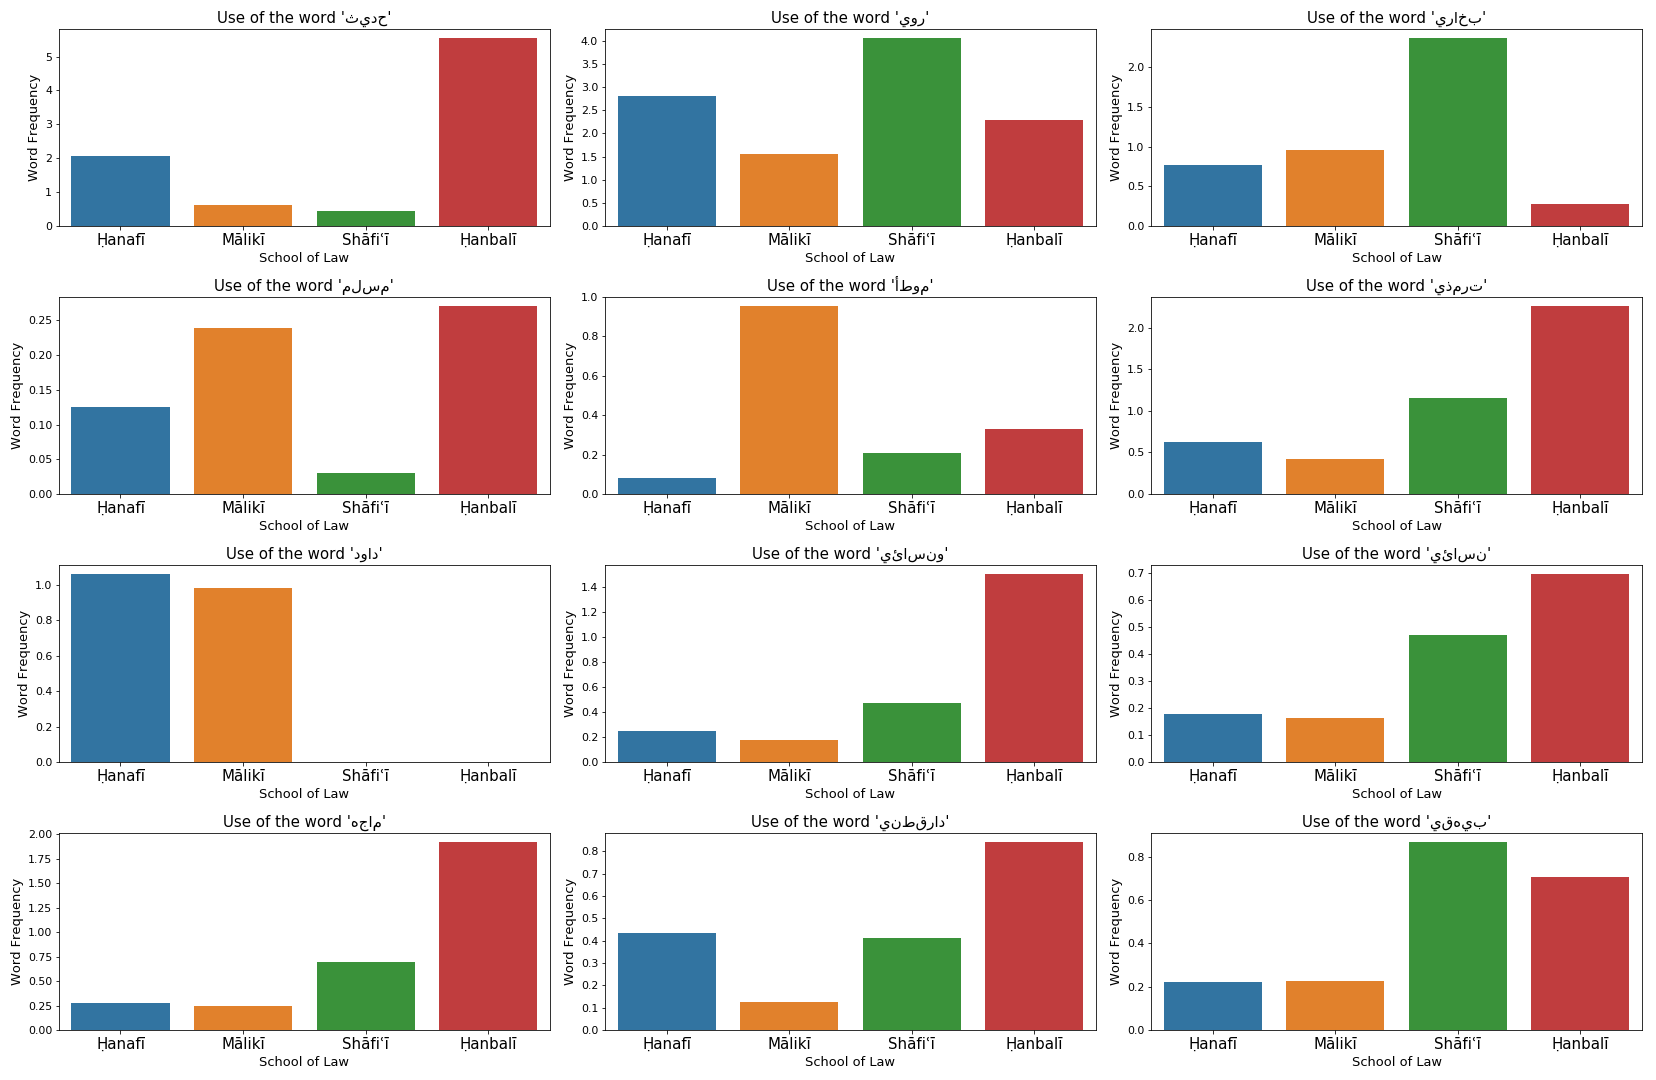 Use of the word 'حديث'
Word Frequency
5
4
3
2
1
0
Ḥanafī Mālikī Shāfiʿī Ḥanbalī
School of Law
Use of the word 'روي'
Word Frequency
4.0
3.5
3.0
2.5
2.0
1.5
1.0
0.5
0.0
Ḥanafī Mālikī Shāfiʿī Ḥanbalī
School of Law
Use of the word 'بخاري'
Word Frequency
2.0
1.5
1.0
0.5
0.0
Ḥanafī Mālikī Shāfiʿī Ḥanbalī
School of Law
Use of the word 'مسلم'
Word Frequency
0.25
0.20
0.15
0.10
0.05
0.00
Ḥanafī Mālikī Shāfiʿī Ḥanbalī
School of Law
Use of the word 'موطأ'
Word Frequency
1.0
0.8
0.6
0.4
0.2
0.0
Ḥanafī Mālikī Shāfiʿī Ḥanbalī
School of Law
Use of the word 'ترمذي'
Word Frequency
2.0
1.5
1.0
0.5
0.0
Ḥanafī Mālikī Shāfiʿī Ḥanbalī
School of Law
Use of the word 'داود'
Word Frequency
1.0
0.8
0.6
0.4
0.2
0.0
Ḥanafī Mālikī Shāfiʿī Ḥanbalī
School of Law
Use of the word 'ونسائي'
Word Frequency
1.4
1.2
1.0
0.8
0.6
0.4
0.2
0.0
Ḥanafī Mālikī Shāfiʿī Ḥanbalī
School of Law
Use of the word 'نسائي'
Word Frequency
0.7
0.6
0.5
0.4
0.3
0.2
0.1
0.0
Ḥanafī Mālikī Shāfiʿī Ḥanbalī
School of Law
Use of the word 'ماجه'
Word Frequency
2.00
1.75
1.50
1.25
1.00
0.75
0.50
0.25
0.00
Ḥanafī Mālikī Shāfiʿī Ḥanbalī
School of Law
Use of the word 'دارقطني'
Word Frequency
0.8
0.7
0.6
0.5
0.4
0.3
0.2
0.1
0.0
Ḥanafī Mālikī Shāfiʿī Ḥanbalī
School of Law
Use of the word 'بيهقي'
Word Frequency
0.8
0.6
0.4
0.2
0.0
Ḥanafī Mālikī Shāfiʿī Ḥanbalī
School of Law